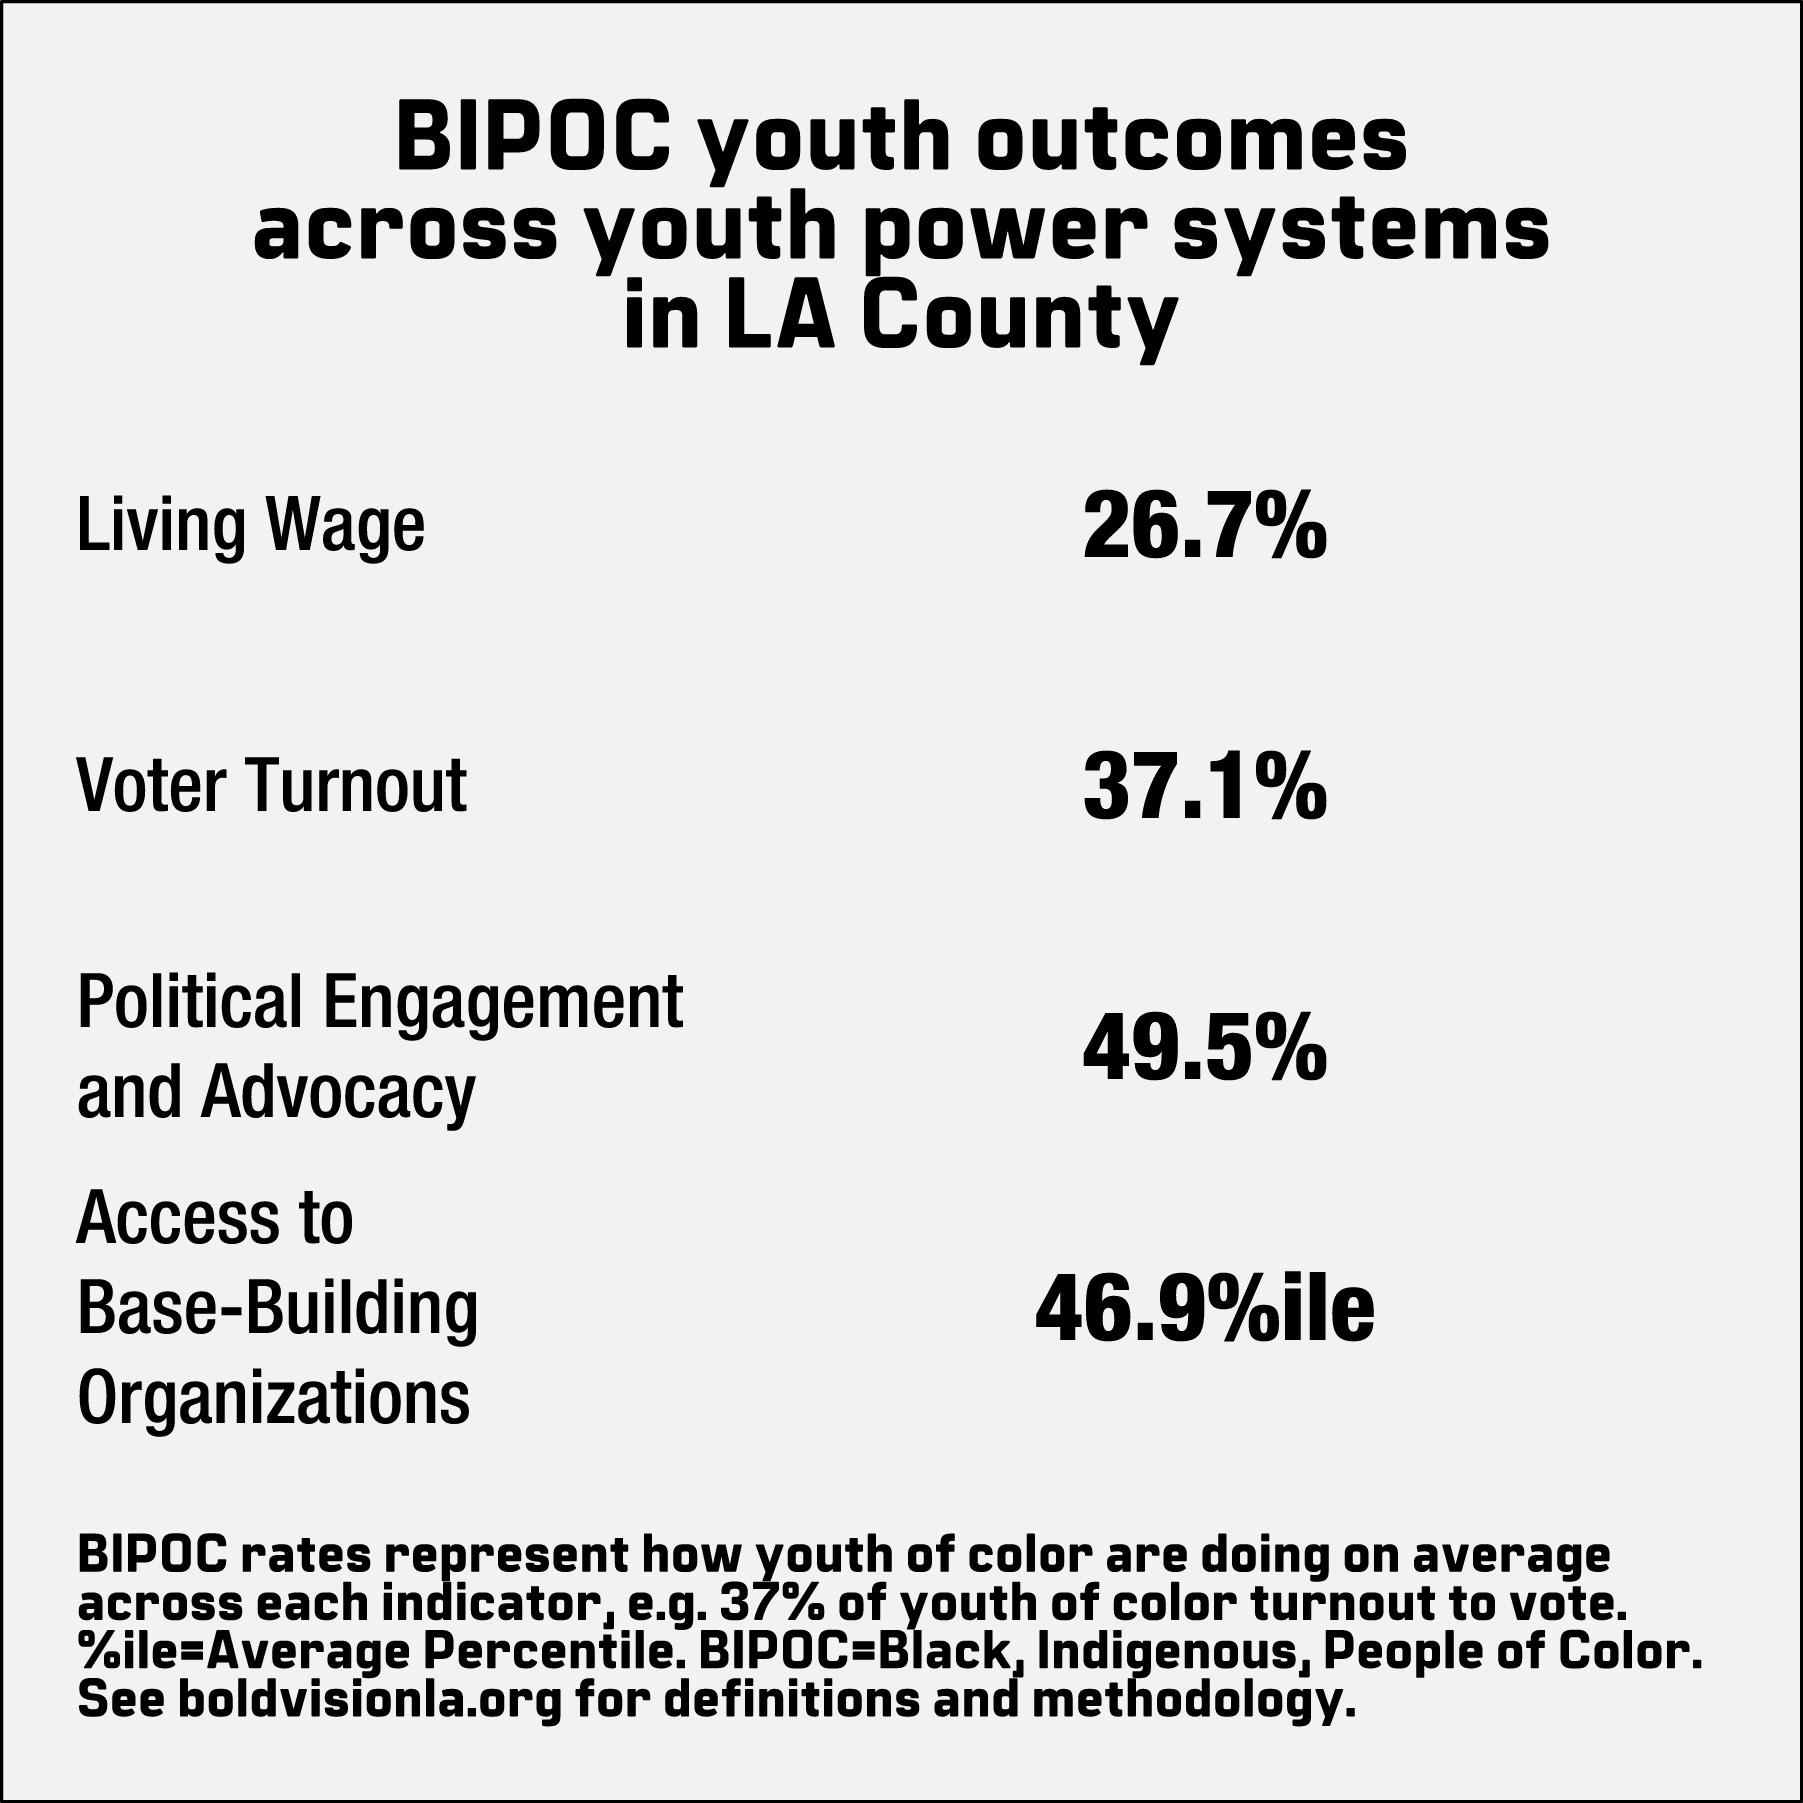 BIPOC youth outcomes
across youth power systems
in LA County
Living Wage 26.7%
Voter Turnout 37.1%
Political Engagement
and Advocacy
49.5%
Access to
Base-Building
Organizations
46.9%ile
BIPOC rates represent how youth of color are doing on average
across each indicator, e.g. 37% of youth of color turnout to vote.
%ile=Average Percentile. BIPOC=Black, Indigenous, People of Color.
See boldvisionla.org for definitions and methodology.